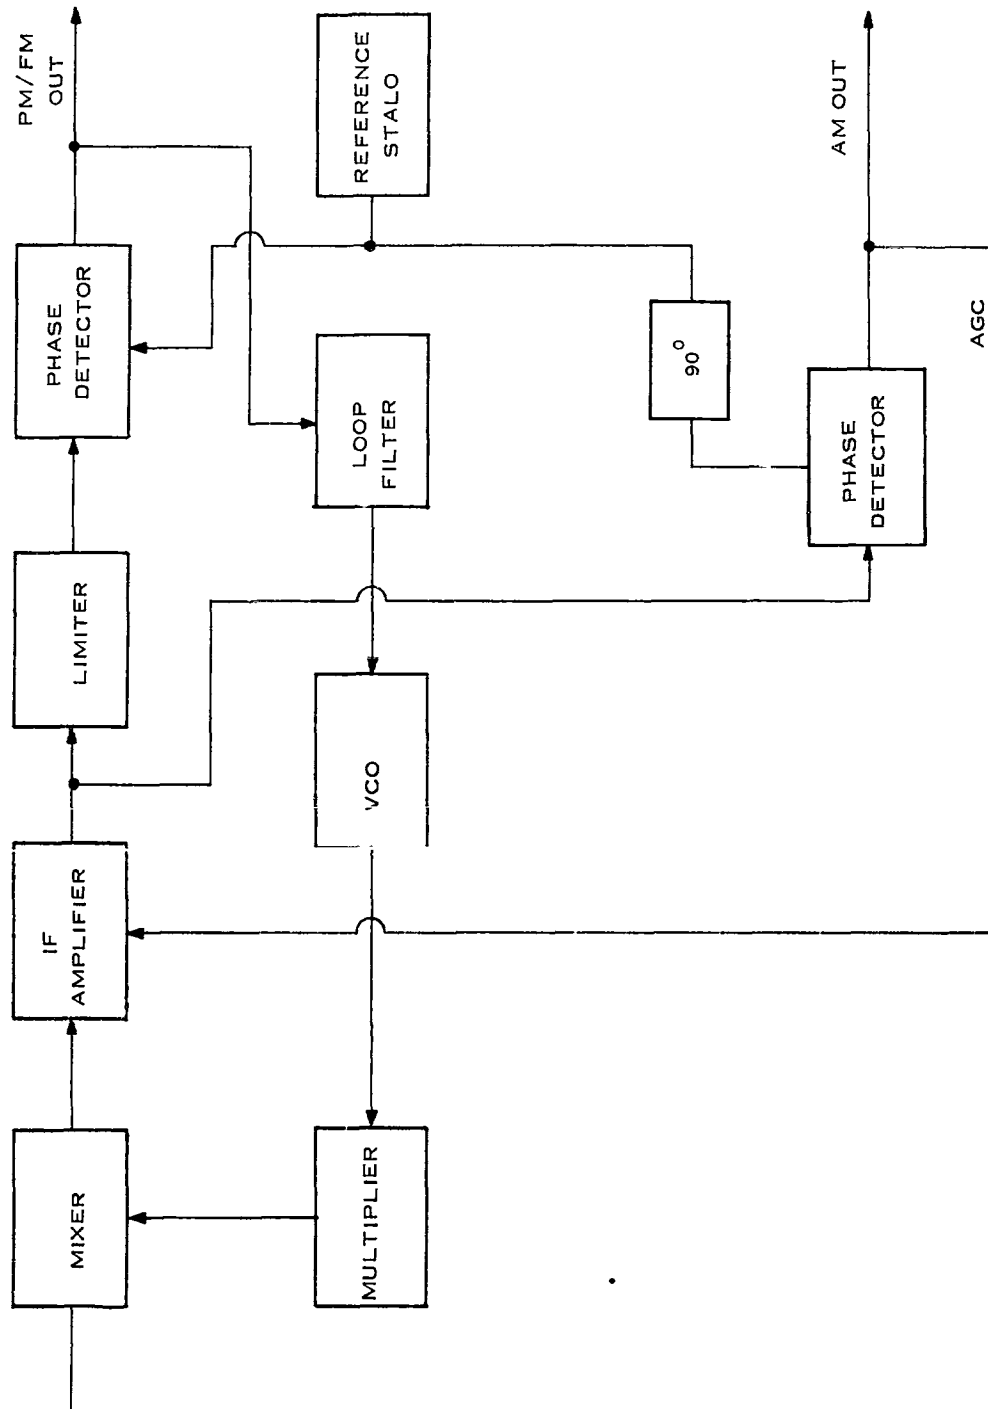 MIXER
IF
AMPLIFIER
LIMITER
PHASE
DETECTOR
PM/FM
OUT
MULTIPLIER
VCO
LOOP
FILTER
REFERENCE
STALO
90°
PHASE
DETECTOR
AM OUT
AGC